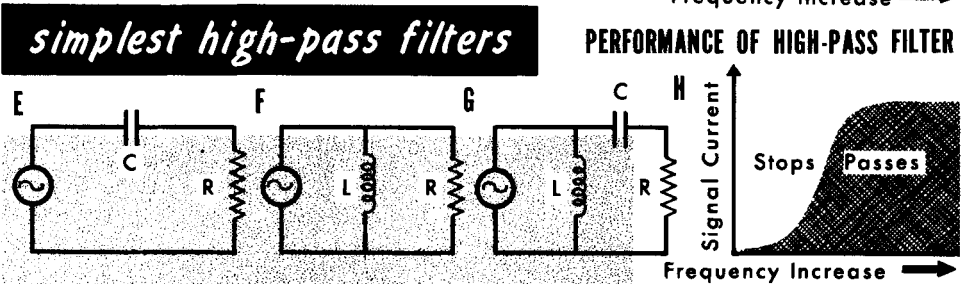 Frequency Increase
simplest high-pass filters
PERFORMANCE OF HIGH-PASS FILTER
E
C
R
F
L
R
G
C
L
R
H
Signal Current
Stops Passes
Frequency Increase